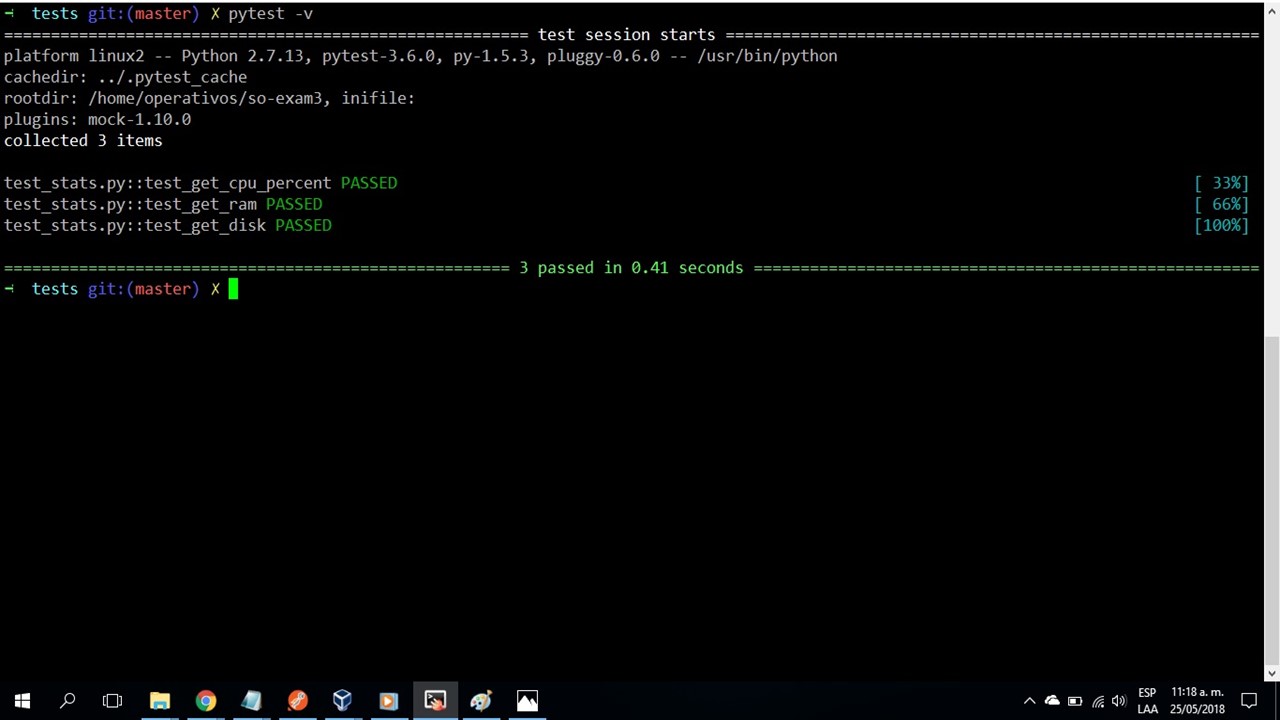 → tests git:(master) ✗ pytest -v
============================= test session starts =============================
platform linux2 -- Python 2.7.13, pytest-3.6.0, py-1.5.3, pluggy-0.6.0 -- /usr/bin/python
cachedir: ../.pytest_cache
rootdir: /home/operativos/so-exam3, inifile:
plugins: mock-1.10.0
collected 3 items
test_stats.py::test_get_cpu_percent PASSED [ 33%]
test_stats.py::test_get_ram PASSED [ 66%]
test_stats.py::test_get_disk PASSED [100%]
============================= 3 passed in 0.41 seconds =============================
→ tests git:(master) ✗
ESP 11:18 a. m.
LAA 25/05/2018